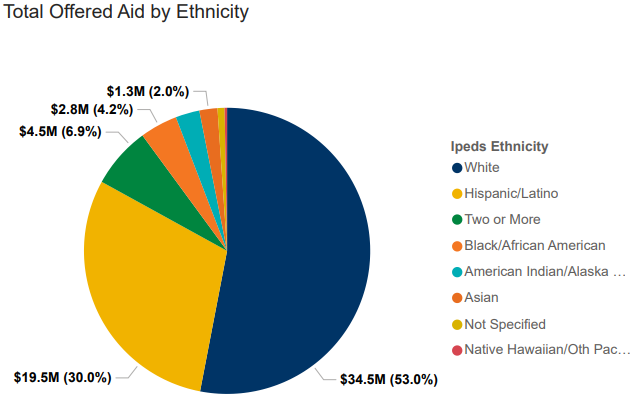 Total Offered Aid by Ethnicity
$1.3M (2.0%)
$2.8M (4.2%)
$4.5M (6.9%)
$19.5M (30.0%)
$34.5M (53.0%)
Ipeds Ethnicity
White
Hispanic/Latino
Two or More
Black/African American
American Indian/Alaska ...
Asian
Not Specified
Native Hawaiian/Oth Pac...